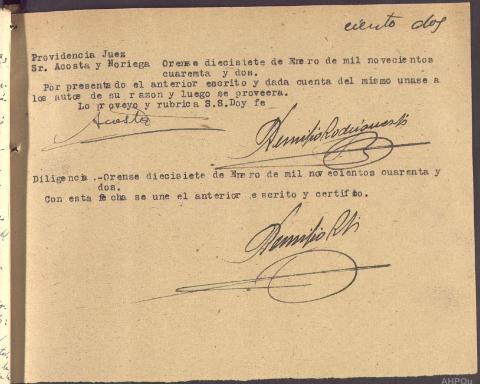 ciento dos
Providencia Juez
Sr. Acosta y Noriega Orense diecisiete de Enero de mil novecientos
cuaremta y dos.
Por presentado el anterior escrito y dada cuenta del mismo unase a
los autos de su razon y luego se proveera.
Lo proveyo y rubrica S.S.Doy fe
Acosta
Diligencia.-Orense diecisiete de Enero de mil novecientos cuarenta y
dos.
Con esta fecha se une el anterior escrito y certifico.
AHPOu